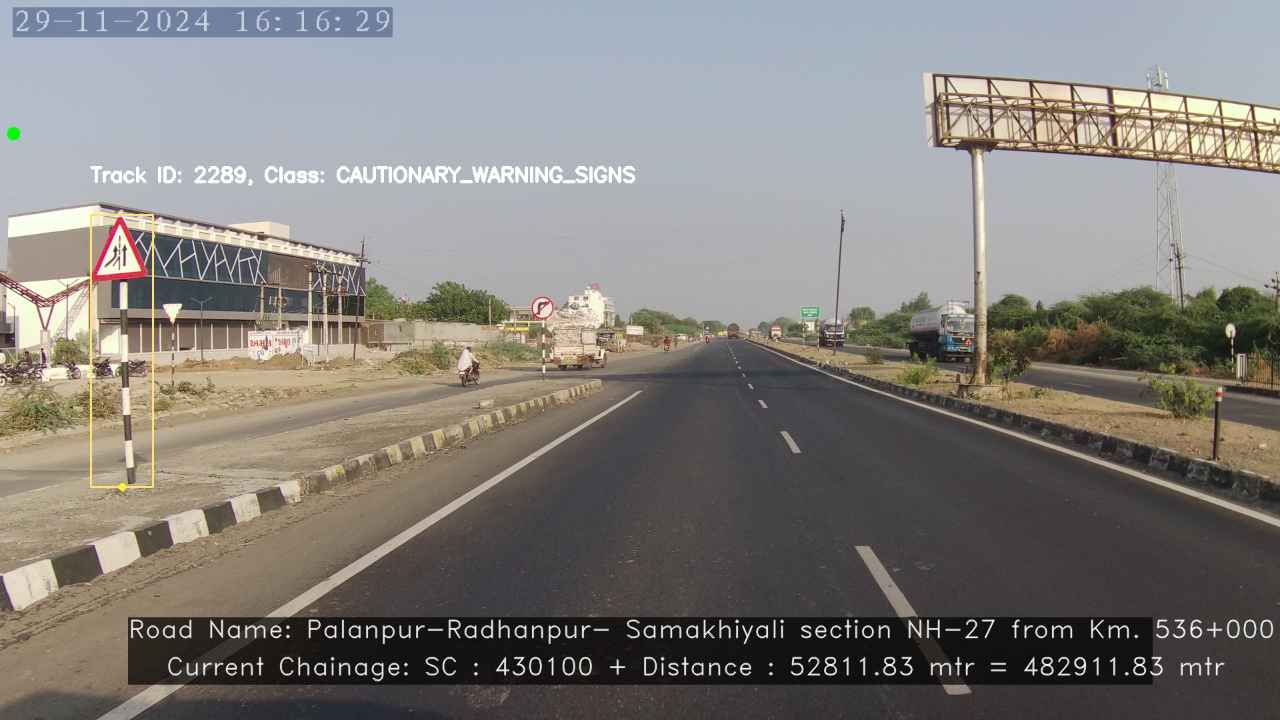 29-11-2024 16:16:29
Track ID: 2289, Class: CAUTIONARY_WARNING_SIGNS
Road Name: Palanpur-Radhanpur- Samakhiyali section NH-27 from Km. 536+000
Current Chainage: SC : 430100 + Distance : 52811.83 mtr = 482911.83 mtr